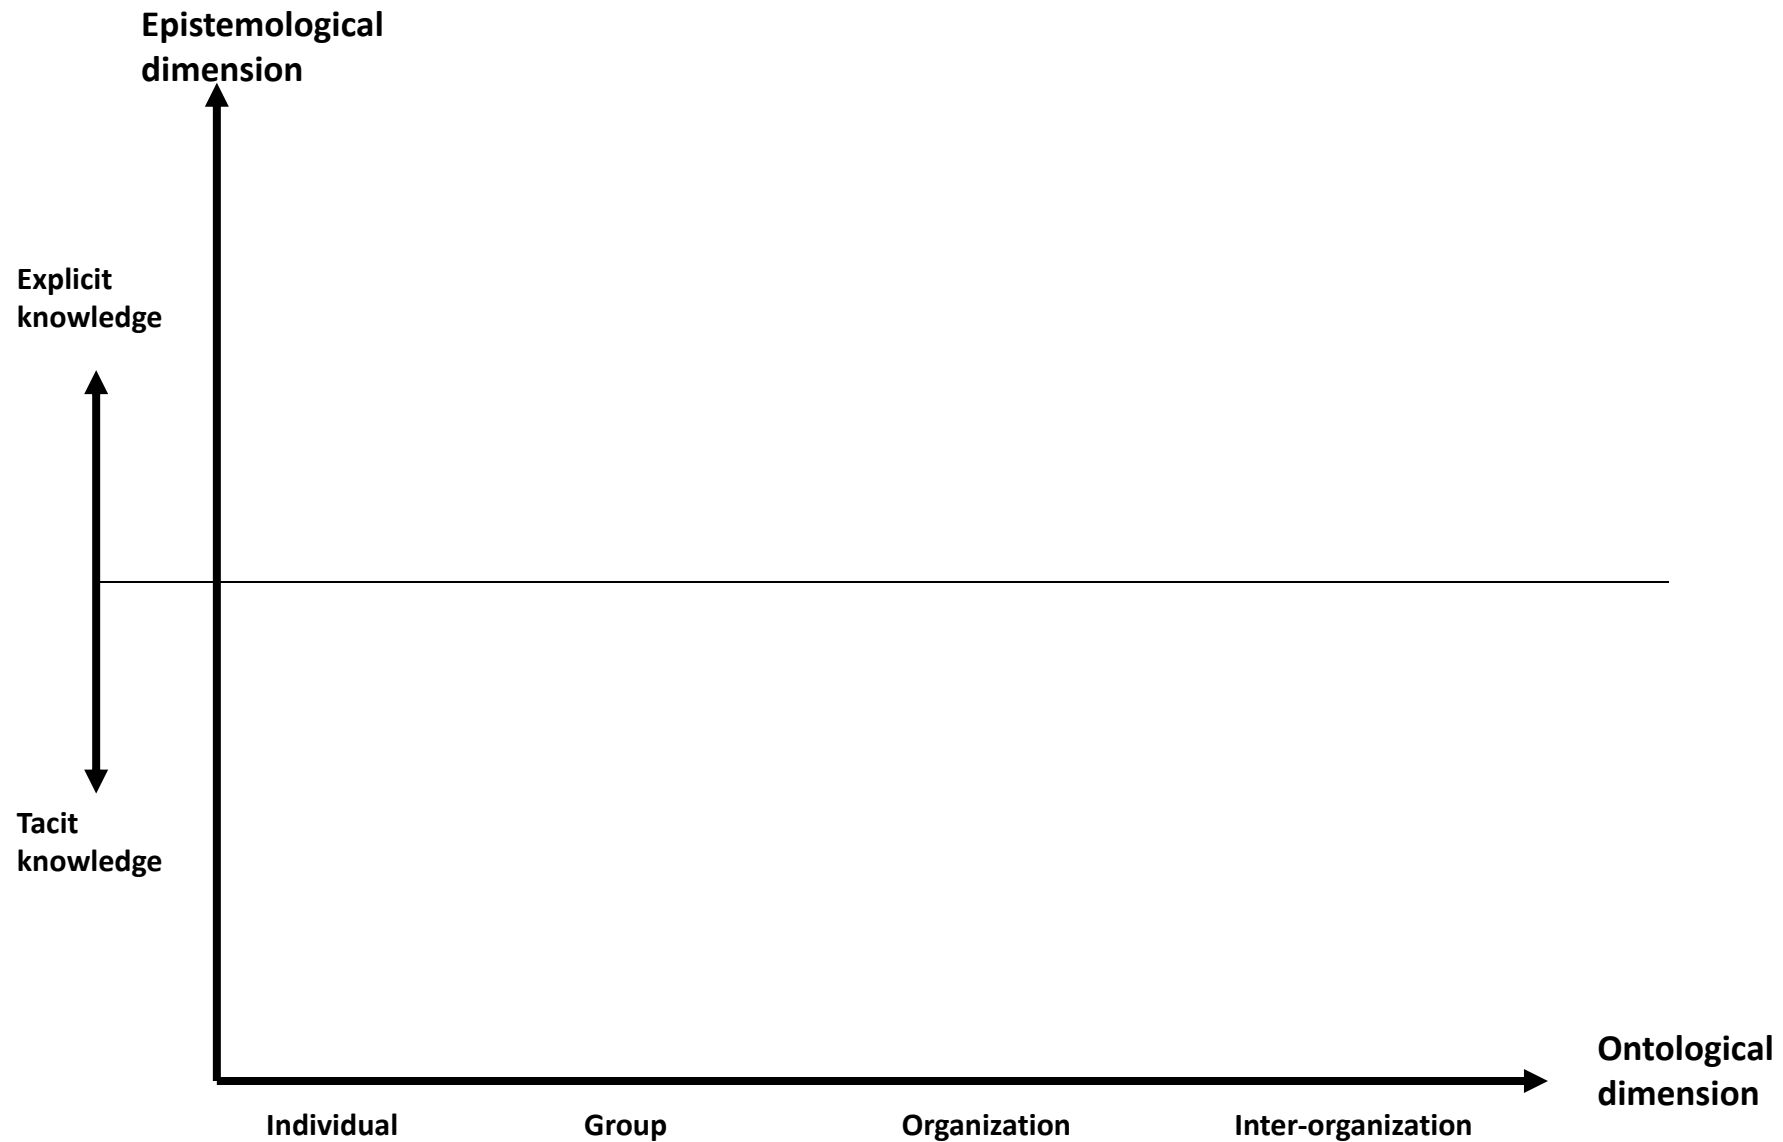 Epistemological
dimension
Explicit
knowledge
Tacit
knowledge
Ontological
dimension
Individual
Group
Organization
Inter-organization